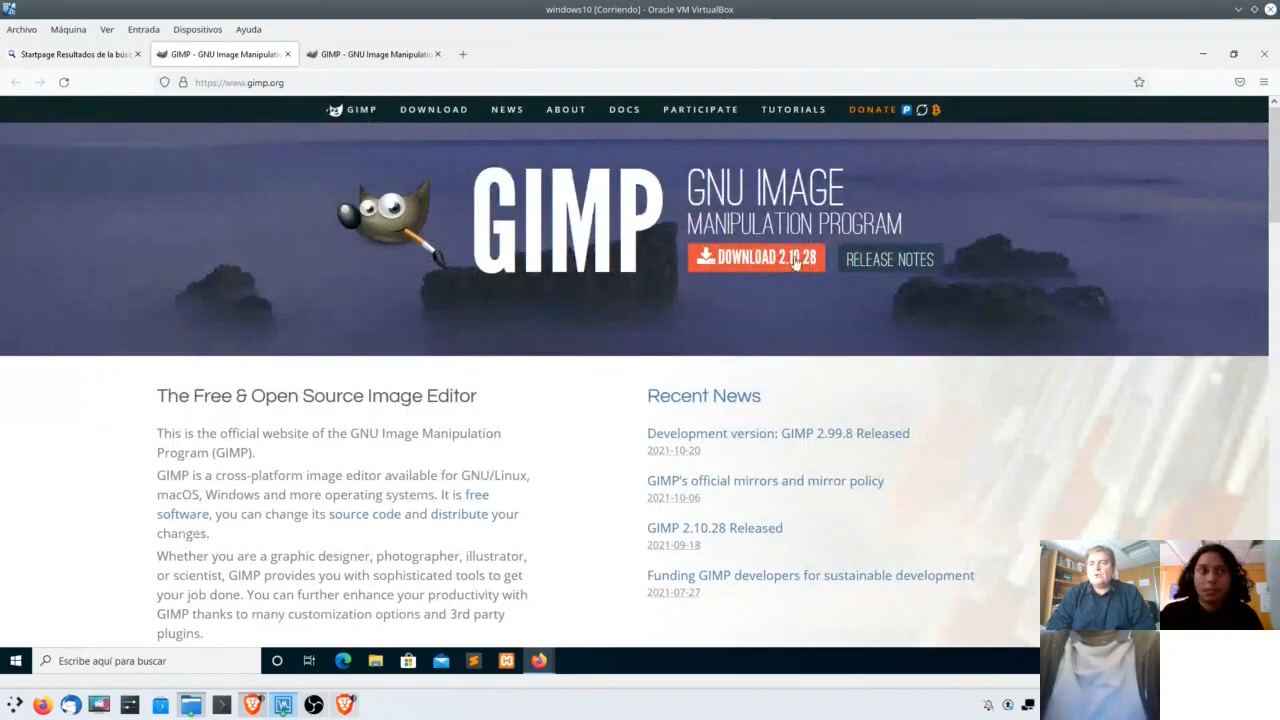 windows10 [Corriendo] - Oracle VM VirtualBox
Archivo Máquina Ver Entrada Dispositivos Ayuda
Startpage Resultados de la búsq
GIMP - GNU Image Manipulati
GIMP - GNU Image Manipulati
https://www.gimp.org
GIMP DOWNLOAD NEWS ABOUT DOCS PARTICIPATE TUTORIALS DONATE
GIMP
GNU IMAGE
MANIPULATION PROGRAM
DOWNLOAD 2.10.28
RELEASE NOTES
The Free & Open Source Image Editor
This is the official website of the GNU Image Manipulation
Program (GIMP).
GIMP is a cross-platform image editor available for GNU/Linux,
macOS, Windows and more operating systems. It is free
software, you can change its source code and distribute your
changes.
Whether you are a graphic designer, photographer, illustrator,
or scientist, GIMP provides you with sophisticated tools to get
your job done. You can further enhance your productivity with
GIMP thanks to many customization options and 3rd party
plugins.
Recent News
Development version: GIMP 2.99.8 Released
2021-10-20
GIMP's official mirrors and mirror policy
2021-10-06
GIMP 2.10.28 Released
2021-09-18
Funding GIMP developers for sustainable development
2021-07-27
Escribe aquí para buscar